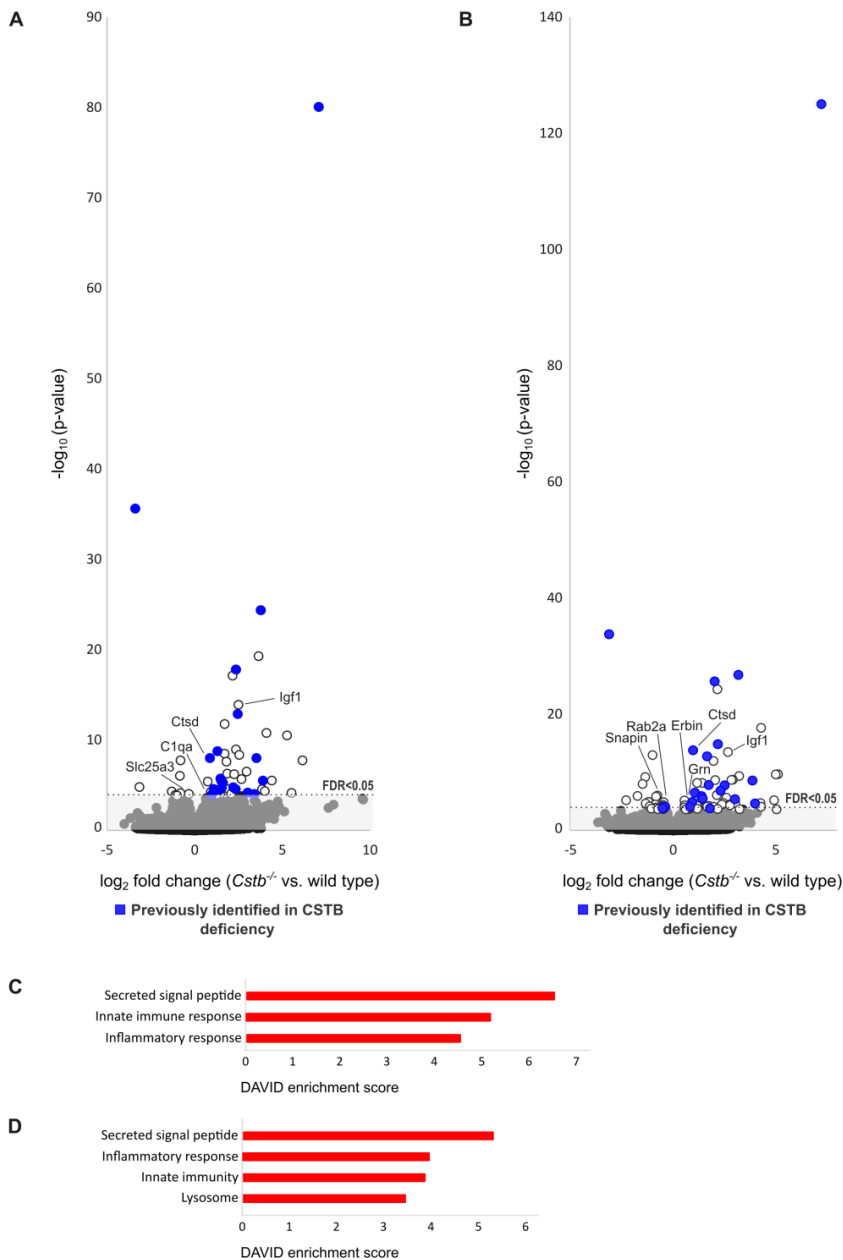 A
90
80
70
60
50
40
30
20
10
0
-log10 (p-value)
Igf1
Ctsd
C1qa
Slc25a3
FDR<0.05
-5
0
5
10
log2 fold change (Cstb-/- vs. wild type)
Previously identified in CSTB
deficiency
B
140
120
100
80
60
40
20
0
-log10 (p-value)
Rab2a
Erbin
Ctsd
Snapin
Igf1
Grn
FDR<0.05
-5
0
5
log2 fold change (Cstb-/- vs. wild type)
Previously identified in CSTB
deficiency
C
Secreted signal peptide
Innate immune response
Inflammatory response
0 1 2 3 4 5 6 7
DAVID enrichment score
D
Secreted signal peptide
Inflammatory response
Innate immunity
Lysosome
0 1 2 3 4 5 6
DAVID enrichment score